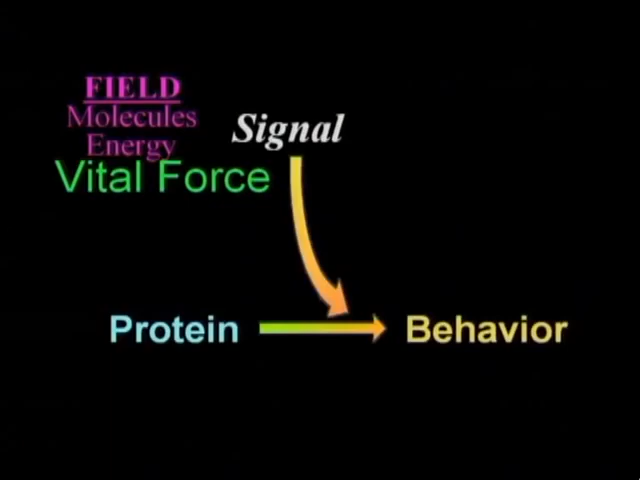 FIELD
Molecules
Energy
Signal
Vital Force
Protein
Behavior